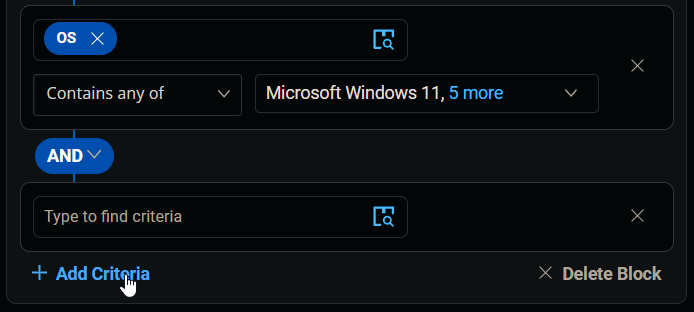 OS
Contains any of
Microsoft Windows 11, 5 more
AND
Type to find criteria
Add Criteria
Delete Block